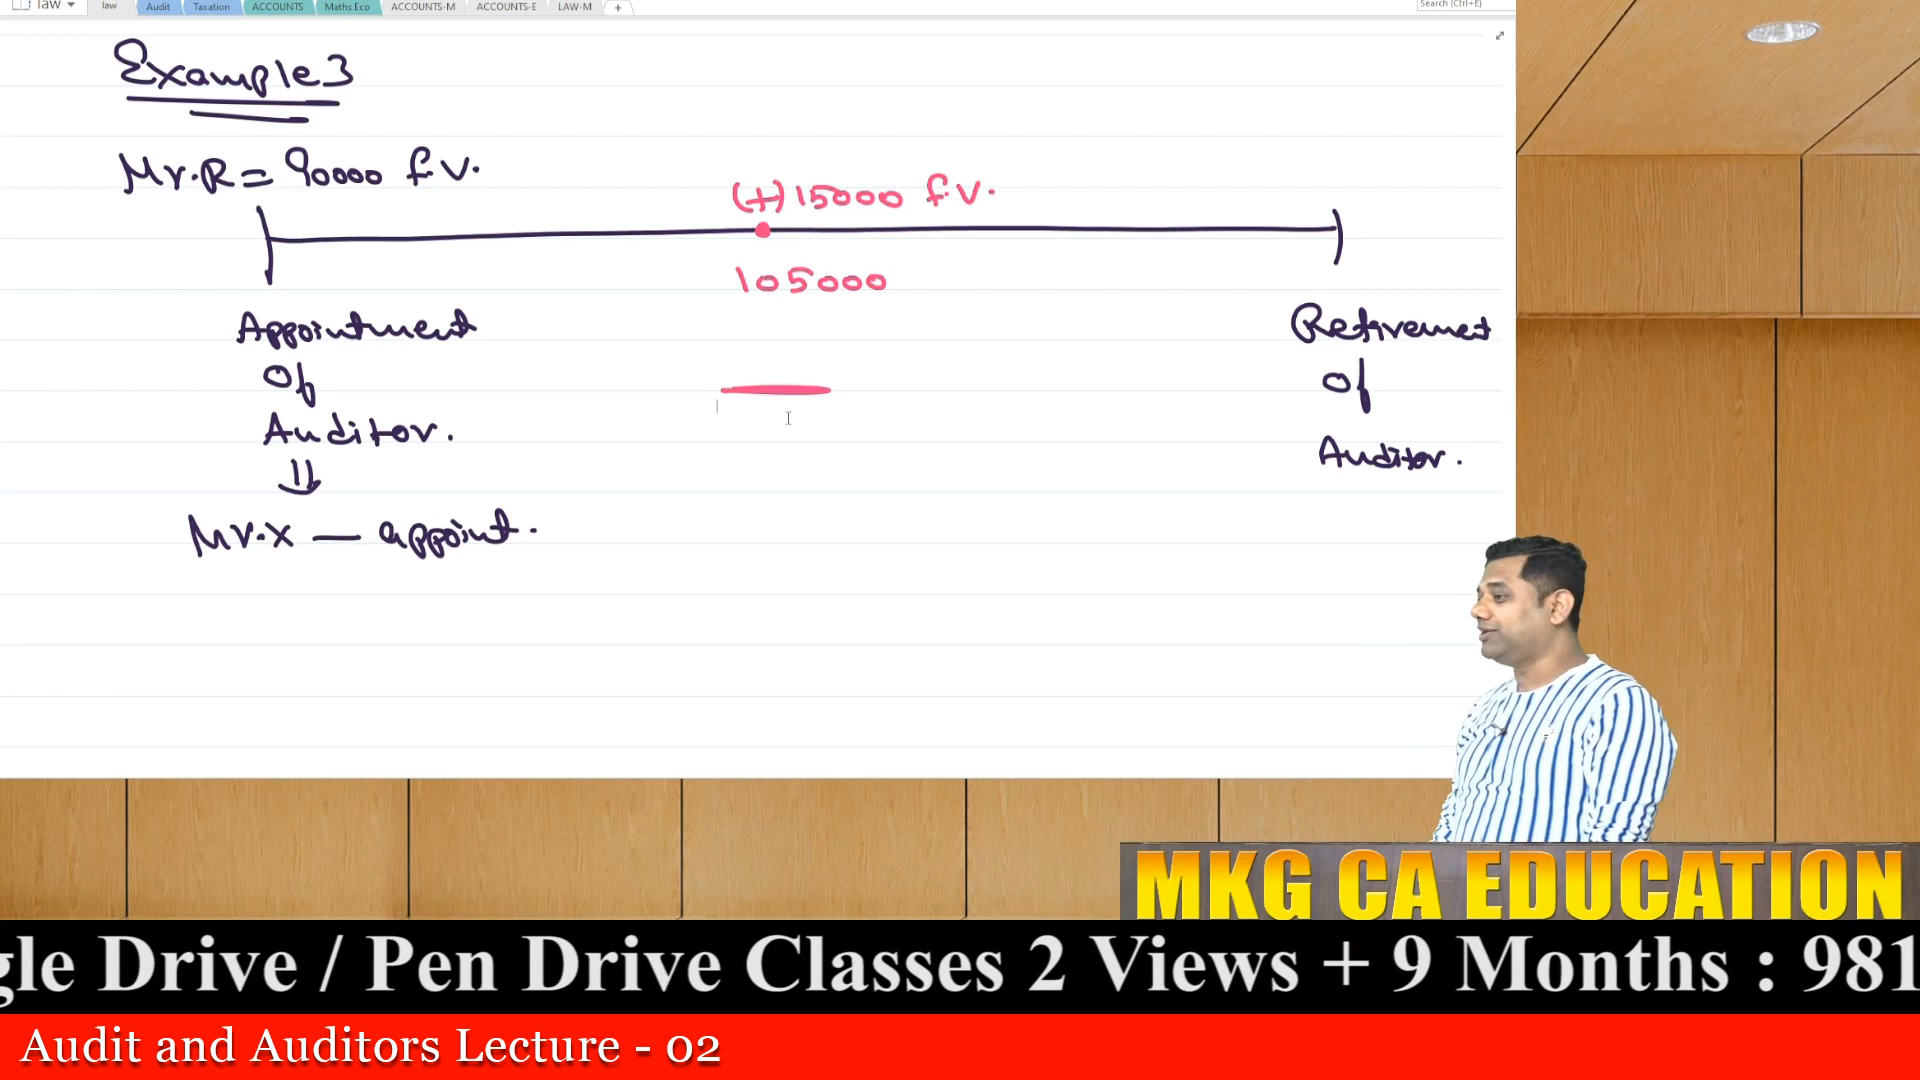 law
law Audit Taxation ACCOUNTS Maths Eco ACCOUNTS-M ACCOUNTS-E LAW-M +
Search (Ctrl+E)
Example 3
Mr.R = 90000 f.v.
(+) 15000 f.v.
105000
Appointment
of
Auditor.
Mr.X — appoint.
Retirement
of
Auditor.
MKG CA EDUCATION
gle Drive / Pen Drive Classes 2 Views + 9 Months : 981
Audit and Auditors Lecture - 02